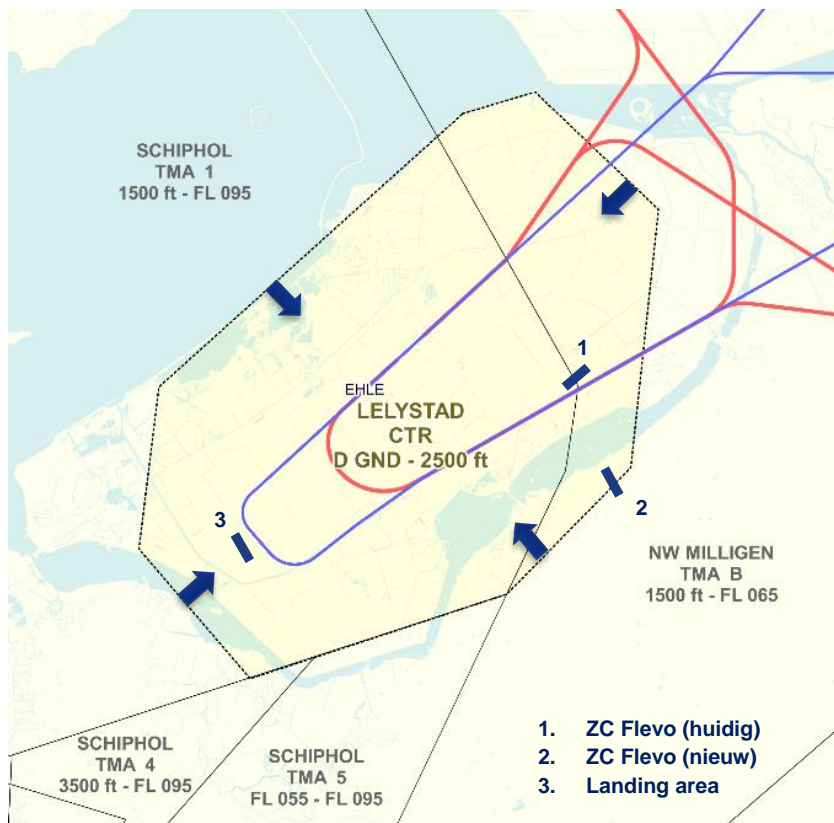 SCHIPHOL
TMA 1
1500 ft - FL 095
1
EHLE
LELYSTAD
CTR
D GND - 2500 ft
2
3
NW MILLIGEN
TMA B
1500 ft - FL 065
SCHIPHOL
TMA 4
3500 ft - FL 095
SCHIPHOL
TMA 5
FL 055 - FL 095
1. ZC Flevo (huidig)
2. ZC Flevo (nieuw)
3. Landing area